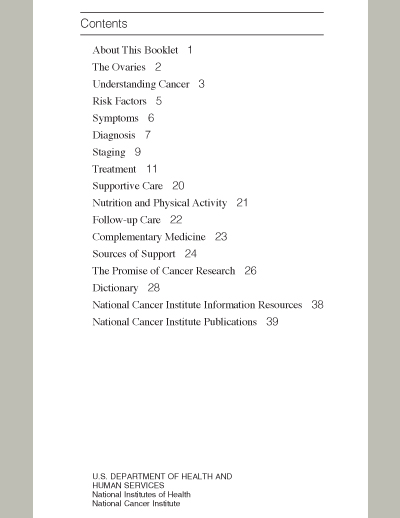 Contents
About This Booklet 1
The Ovaries 2
Understanding Cancer 3
Risk Factors 5
Symptoms 6
Diagnosis 7
Staging 9
Treatment 11
Supportive Care 20
Nutrition and Physical Activity 21
Follow-up Care 22
Complementary Medicine 23
Sources of Support 24
The Promise of Cancer Research 26
Dictionary 28
National Cancer Institute Information Resources 38
National Cancer Institute Publications 39
U.S. DEPARTMENT OF HEALTH AND
HUMAN SERVICES
National Institutes of Health
National Cancer Institute